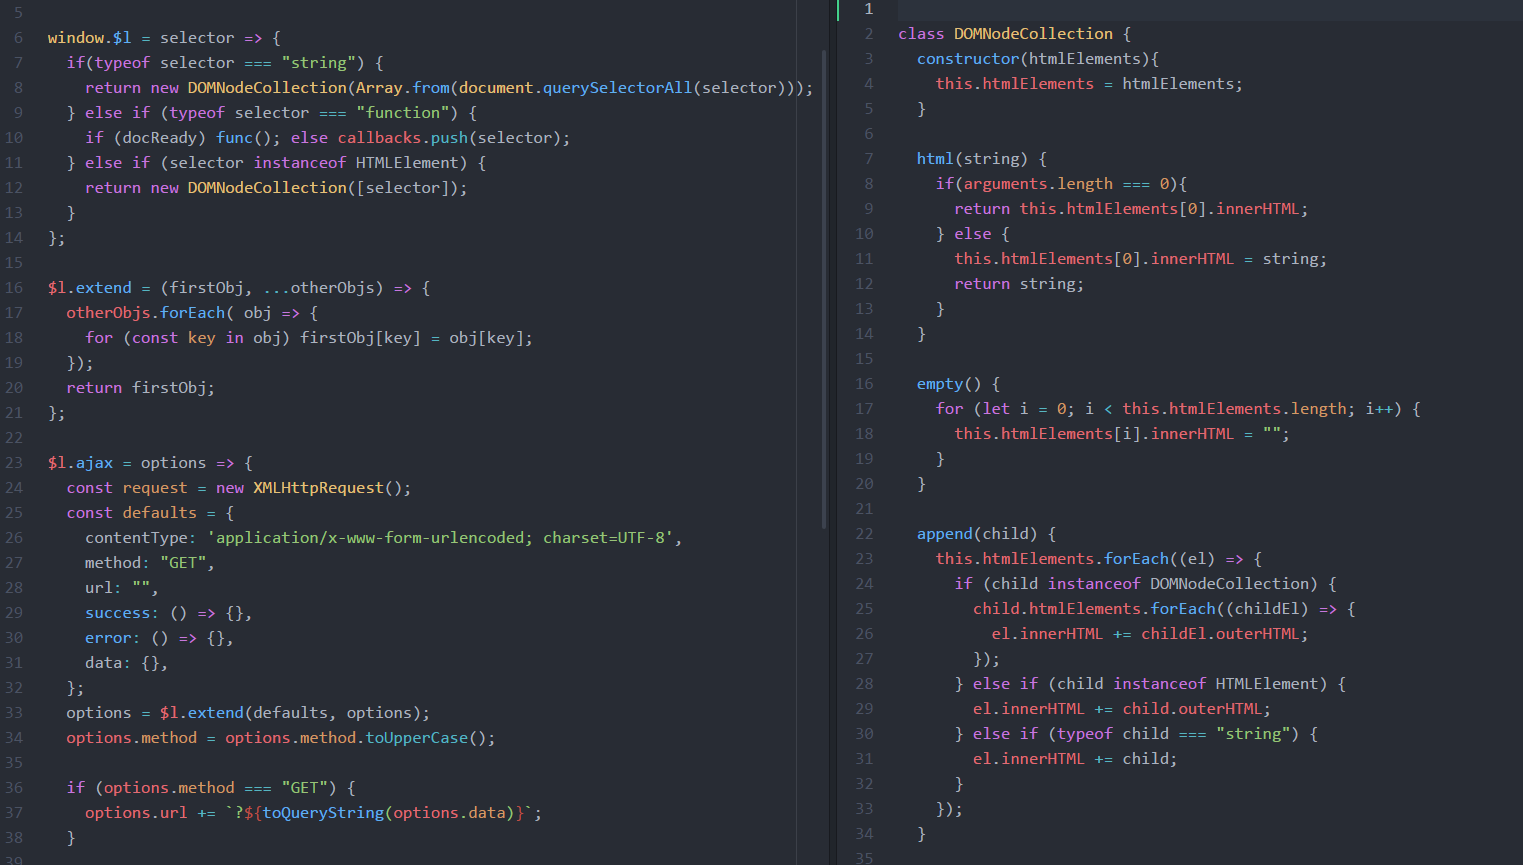 5
6 window.$l = selector => {
7 if(typeof selector === "string") {
8 return new DOMNodeCollection(Array.from(document.querySelectorAll(selector)));
9 } else if (typeof selector === "function") {
10 if (docReady) func(); else callbacks.push(selector);
11 } else if (selector instanceof HTMLElement) {
12 return new DOMNodeCollection([selector]);
13 }
14 };
15
16 $l.extend = (firstObj, ...otherObjs) => {
17 otherObjs.forEach( obj => {
18 for (const key in obj) firstObj[key] = obj[key];
19 });
20 return firstObj;
21 };
22
23 $l.ajax = options => {
24 const request = new XMLHttpRequest();
25 const defaults = {
26 contentType: 'application/x-www-form-urlencoded; charset=UTF-8',
27 method: "GET",
28 url: "",
29 success: () => {},
30 error: () => {},
31 data: {},
32 };
33 options = $l.extend(defaults, options);
34 options.method = options.method.toUpperCase();
35
36 if (options.method === "GET") {
37 options.url += `?${toQueryString(options.data)}`;
38 }
39
1
2 class DOMNodeCollection {
3 constructor(htmlElements){
4 this.htmlElements = htmlElements;
5 }
6
7 html(string) {
8 if(arguments.length === 0){
9 return this.htmlElements[0].innerHTML;
10 } else {
11 this.htmlElements[0].innerHTML = string;
12 return string;
13 }
14 }
15
16 empty() {
17 for (let i = 0; i < this.htmlElements.length; i++) {
18 this.htmlElements[i].innerHTML = "";
19 }
20 }
21
22 append(child) {
23 this.htmlElements.forEach((el) => {
24 if (child instanceof DOMNodeCollection) {
25 child.htmlElements.forEach((childEl) => {
26 el.innerHTML += childEl.outerHTML;
27 });
28 } else if (child instanceof HTMLElement) {
29 el.innerHTML += child.outerHTML;
30 } else if (typeof child === "string") {
31 el.innerHTML += child;
32 }
33 });
34 }
35